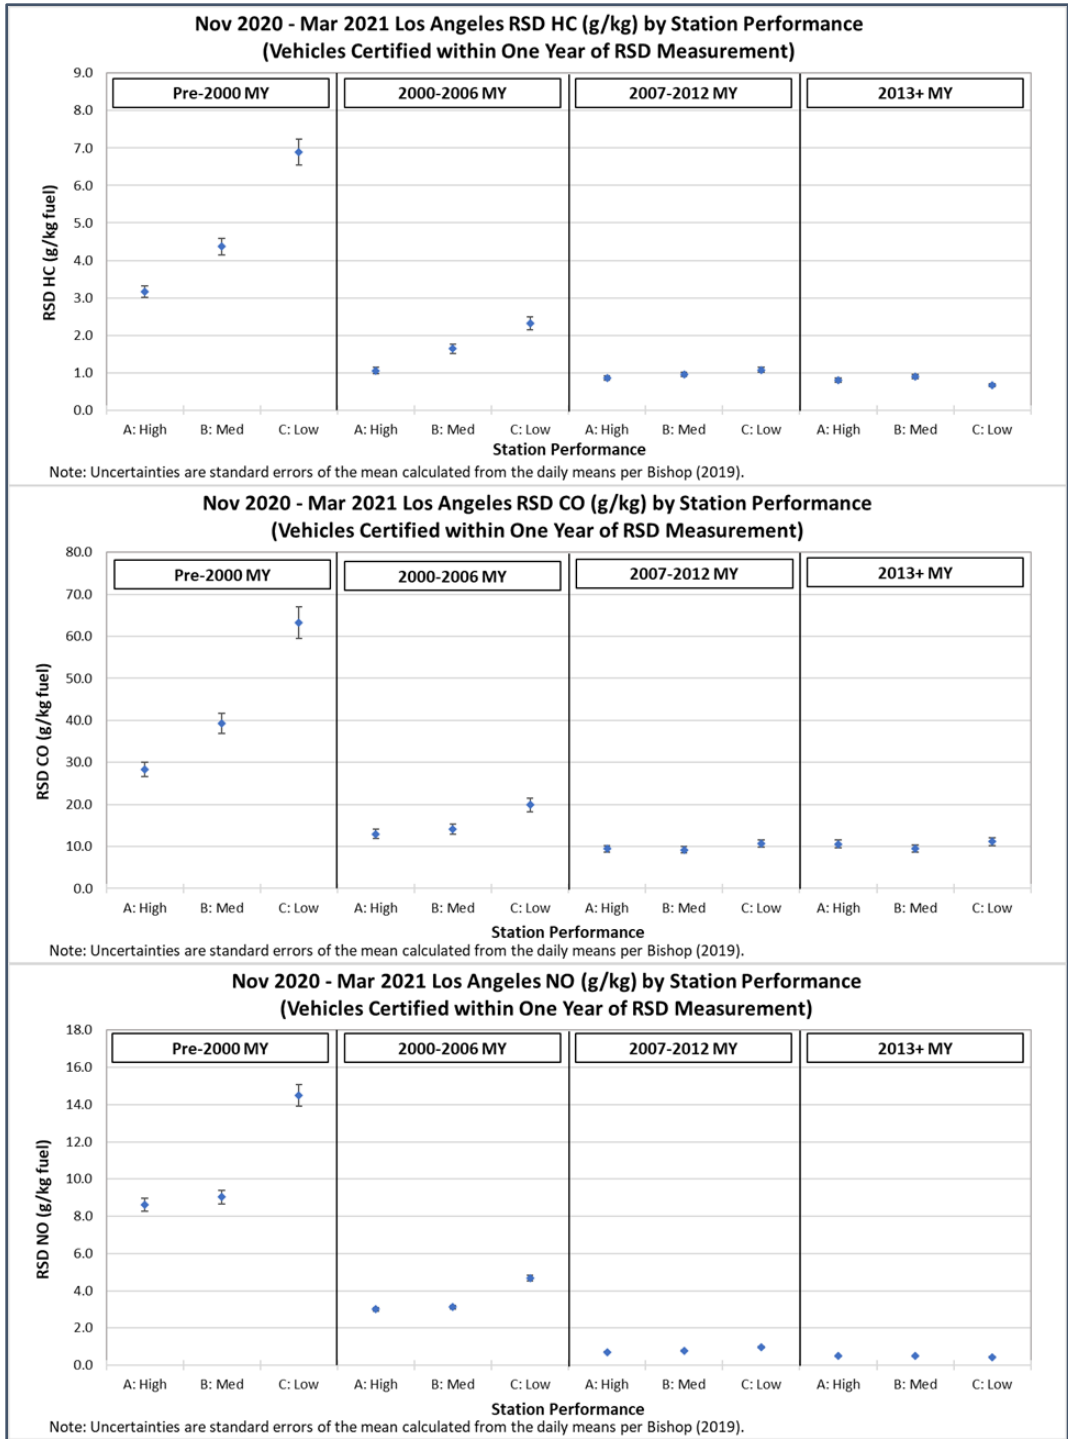 Nov 2020 - Mar 2021 Los Angeles RSD HC (g/kg) by Station Performance
(Vehicles Certified within One Year of RSD Measurement)
RSD HC (g/kg fuel)
9.0
8.0
7.0
6.0
5.0
4.0
3.0
2.0
1.0
0.0
Pre-2000 MY 2000-2006 MY 2007-2012 MY 2013+ MY
A: High B: Med C: Low A: High B: Med C: Low A: High B: Med C: Low A: High B: Med C: Low
Station Performance
Note: Uncertainties are standard errors of the mean calculated from the daily means per Bishop (2019).
Nov 2020 - Mar 2021 Los Angeles RSD CO (g/kg) by Station Performance
(Vehicles Certified within One Year of RSD Measurement)
RSD CO (g/kg fuel)
80.0
70.0
60.0
50.0
40.0
30.0
20.0
10.0
0.0
Pre-2000 MY 2000-2006 MY 2007-2012 MY 2013+ MY
A: High B: Med C: Low A: High B: Med C: Low A: High B: Med C: Low A: High B: Med C: Low
Station Performance
Note: Uncertainties are standard errors of the mean calculated from the daily means per Bishop (2019).
Nov 2020 - Mar 2021 Los Angeles NO (g/kg) by Station Performance
(Vehicles Certified within One Year of RSD Measurement)
RSD NO (g/kg fuel)
18.0
16.0
14.0
12.0
10.0
8.0
6.0
4.0
2.0
0.0
Pre-2000 MY 2000-2006 MY 2007-2012 MY 2013+ MY
A: High B: Med C: Low A: High B: Med C: Low A: High B: Med C: Low A: High B: Med C: Low
Station Performance
Note: Uncertainties are standard errors of the mean calculated from the daily means per Bishop (2019).